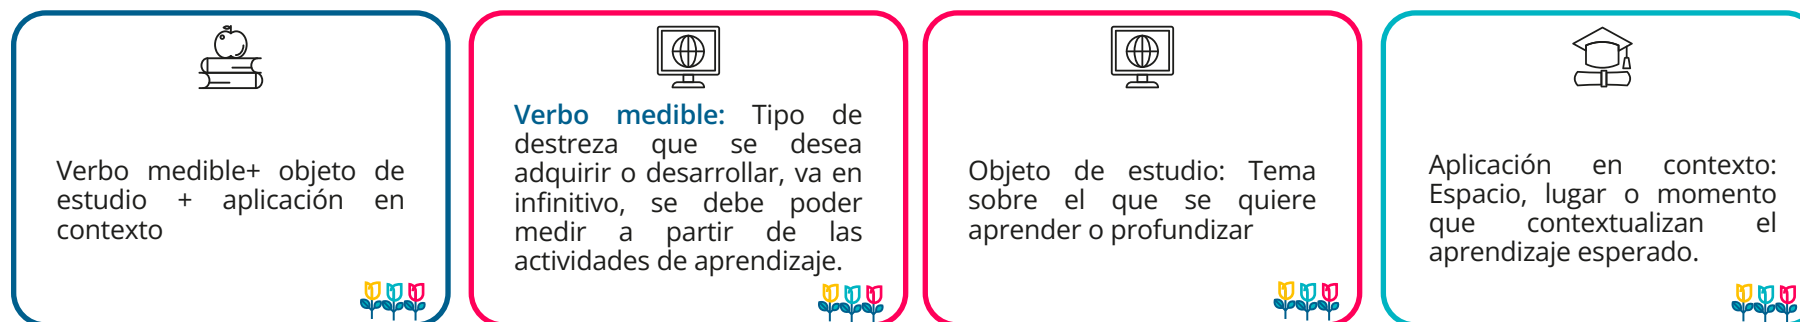 Verbo medible+ objeto de
estudio + aplicación en
contexto
Verbo medible: Tipo de
destreza que se desea
adquirir o desarrollar, va en
infinitivo, se debe poder
medir a partir de las
actividades de aprendizaje.
Objeto de estudio: Tema
sobre el que se quiere
aprender o profundizar
Aplicación en contexto:
Espacio, lugar o momento
que contextualizan el
aprendizaje esperado.